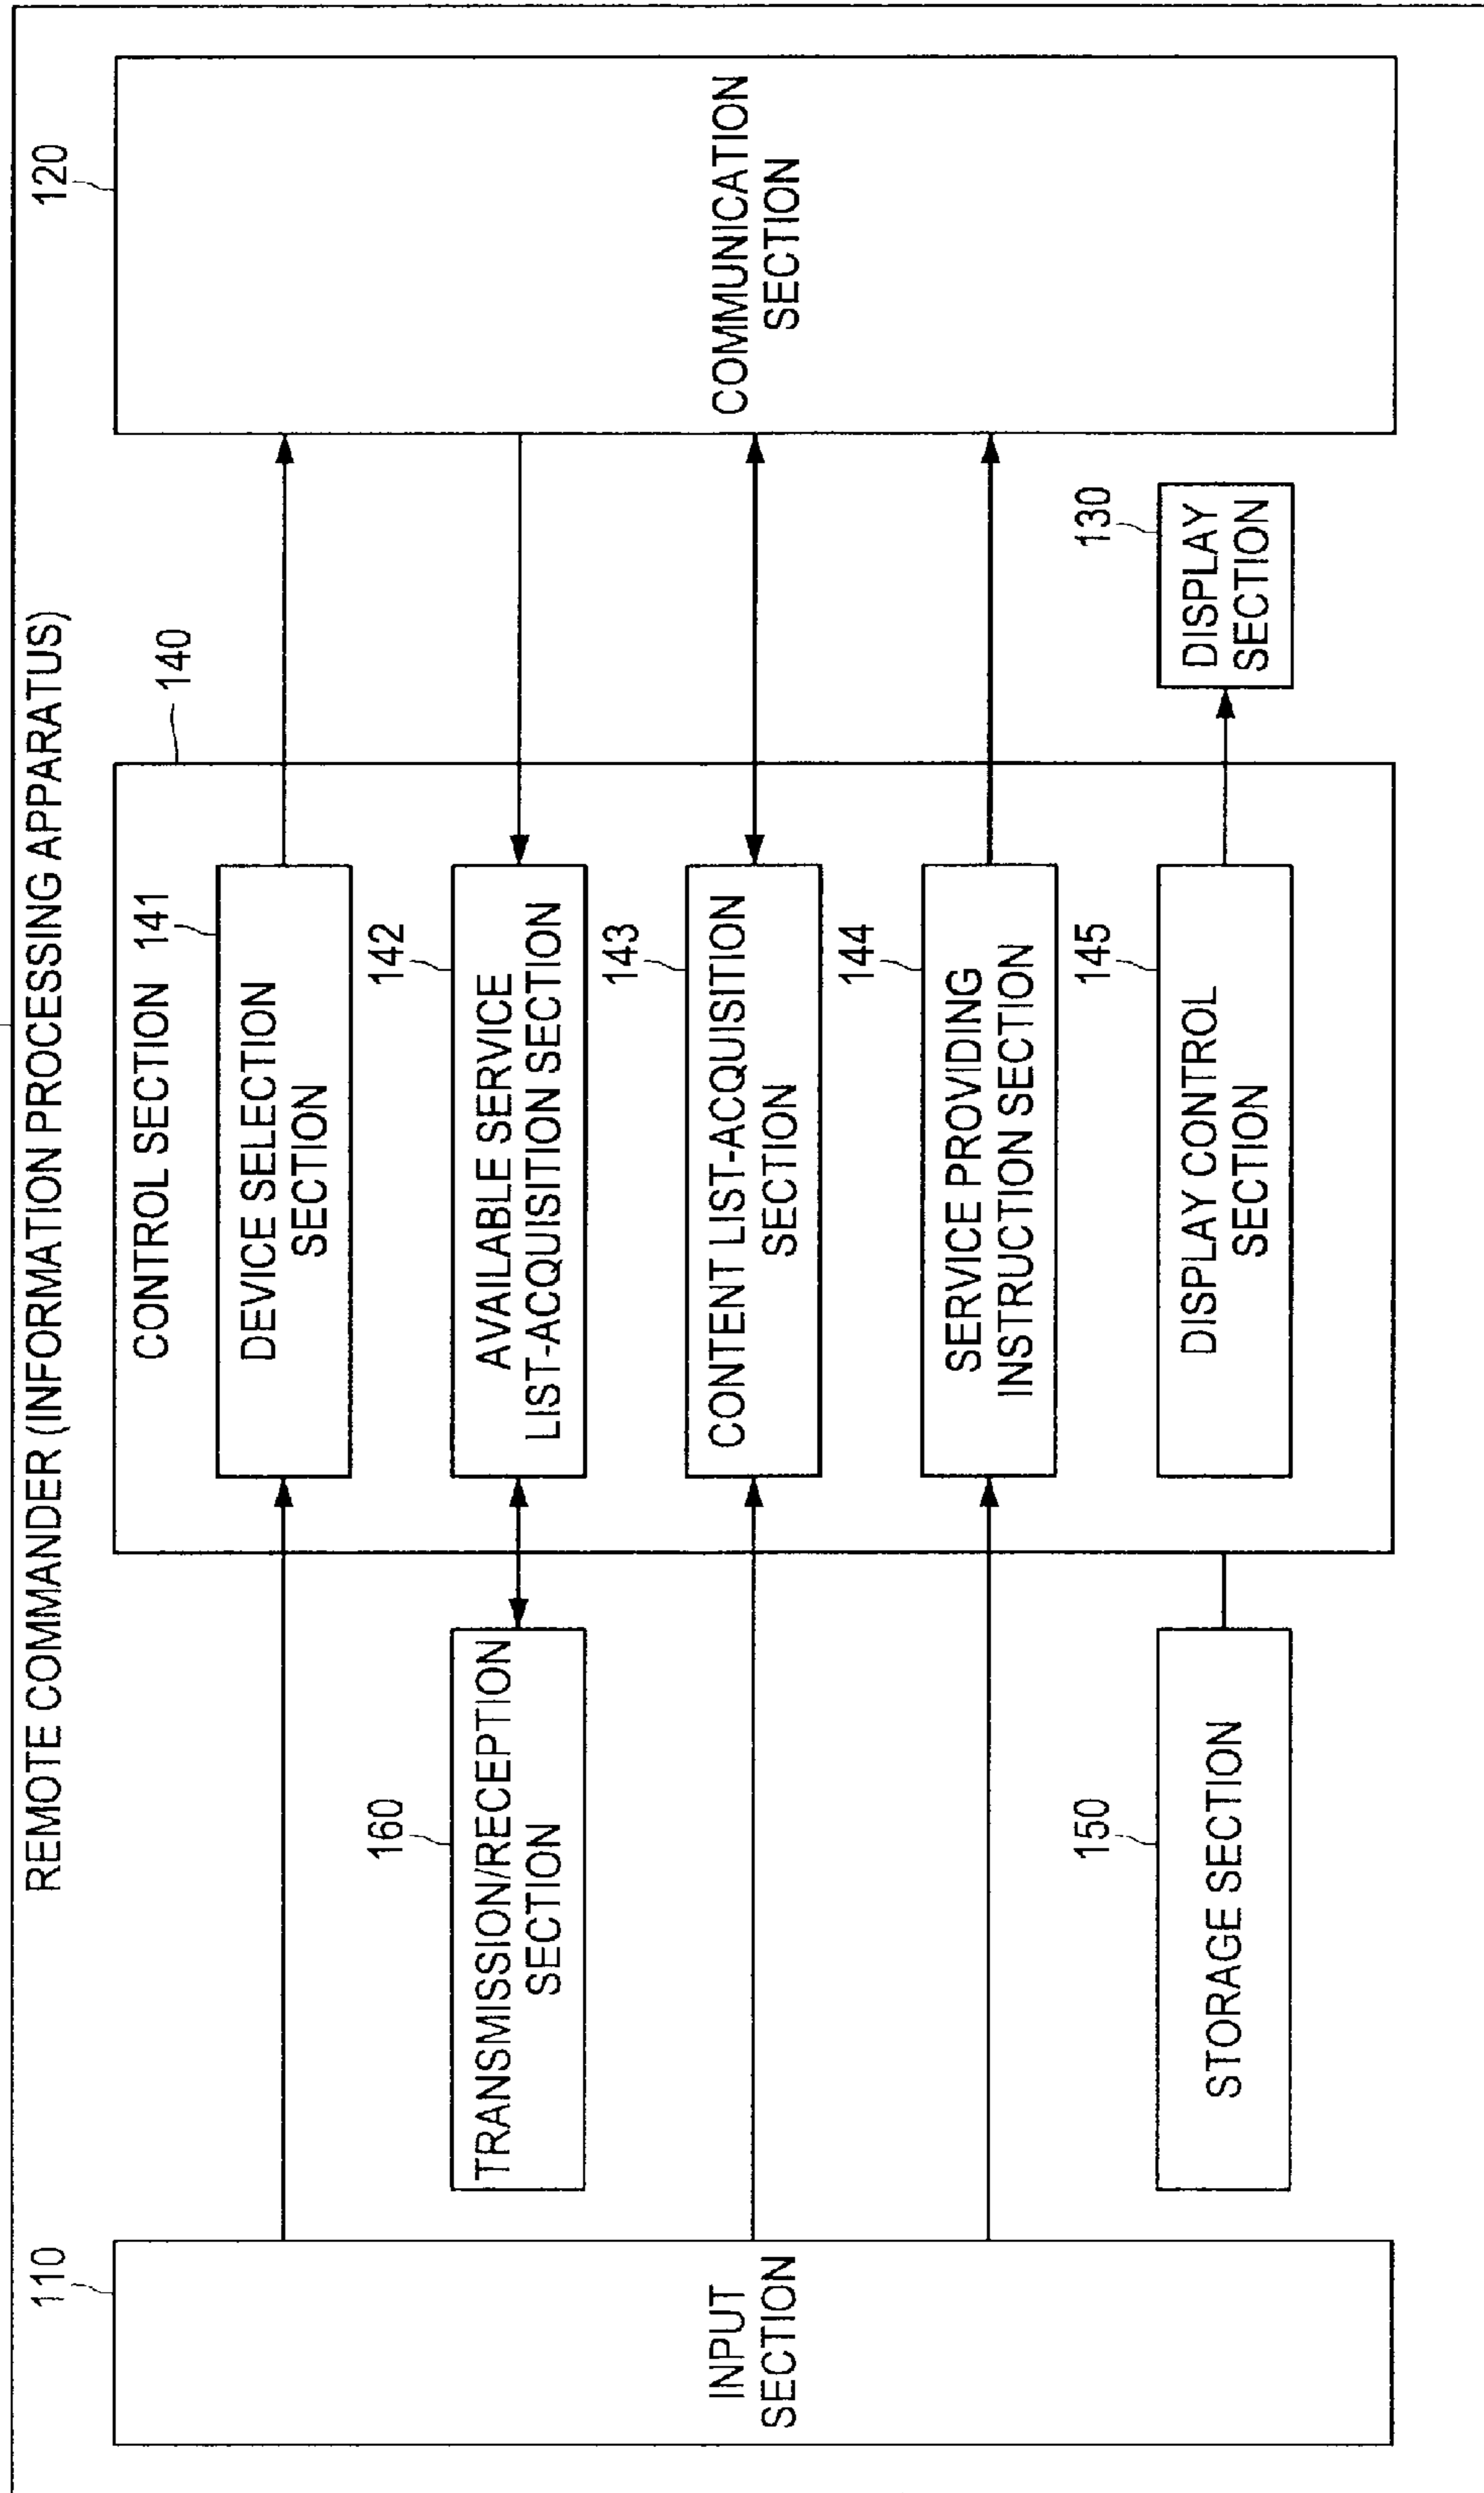 REMOTE COMMANDER (INFORMATION PROCESSING APPARATUS)
110
INPUT
SECTION
160
TRANSMISSION/RECEPTION
SECTION
150
STORAGE SECTION
140
CONTROL SECTION
141
DEVICE SELECTION
SECTION
142
AVAILABLE SERVICE
LIST-ACQUISITION SECTION
143
CONTENT LIST-ACQUISITION
SECTION
144
SERVICE PROVIDING
INSTRUCTION SECTION
145
DISPLAY CONTROL
SECTION
130
DISPLAY
SECTION
120
COMMUNICATION
SECTION